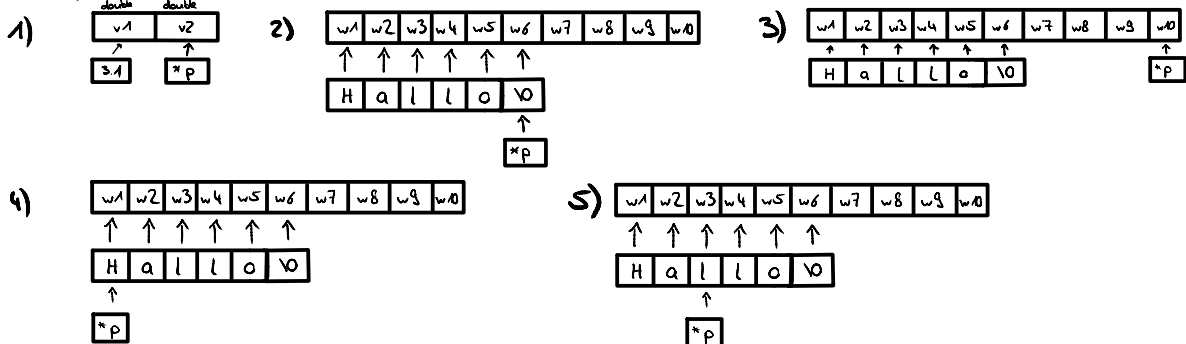 double double
1) v1 v2
3.1 *p
2) w1 w2 w3 w4 w5 w6 w7 w8 w9 w10
H a l l o \0
*p
3) w1 w2 w3 w4 w5 w6 w7 w8 w9 w10
H a l l o \0 *p
4) w1 w2 w3 w4 w5 w6 w7 w8 w9 w10
H a l l o \0
*p
5) w1 w2 w3 w4 w5 w6 w7 w8 w9 w10
H a l l o \0
*p